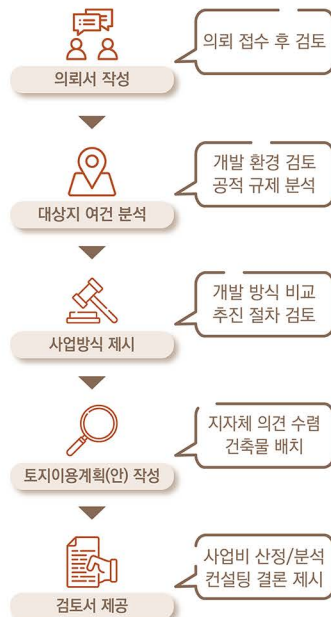 의뢰 접수 후 검토
의뢰서 작성
개발 환경 검토
공적 규제 분석
대상지 여건 분석
개발 방식 비교
추진 절차 검토
사업방식 제시
지자체 의견 수렴
건축물 배치
토지이용계획(안) 작성
사업비 산정/분석
컨설팅 결론 제시
검토서 제공